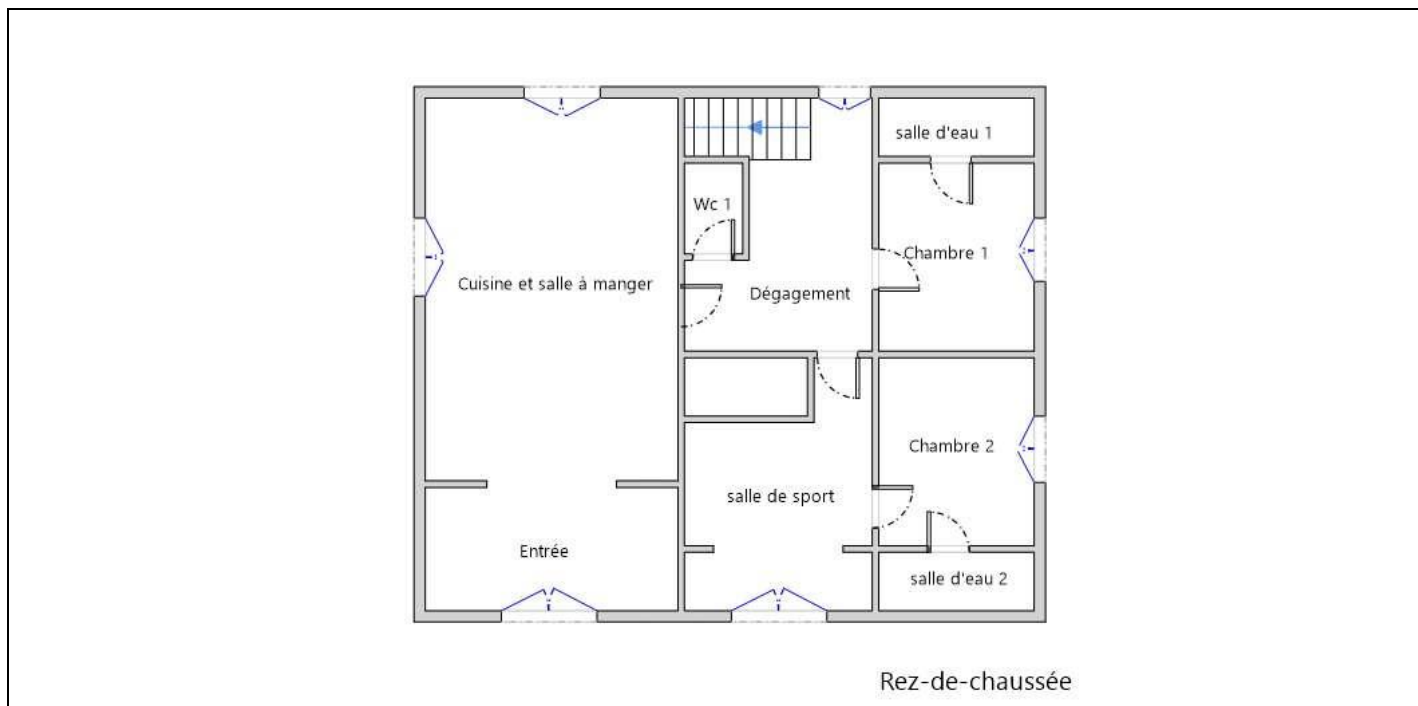 salle d'eau 1
Wc 1
Chambre 1
Cuisine et salle à manger
Dégagement
Chambre 2
salle de sport
Entrée
salle d'eau 2
Rez-de-chaussée